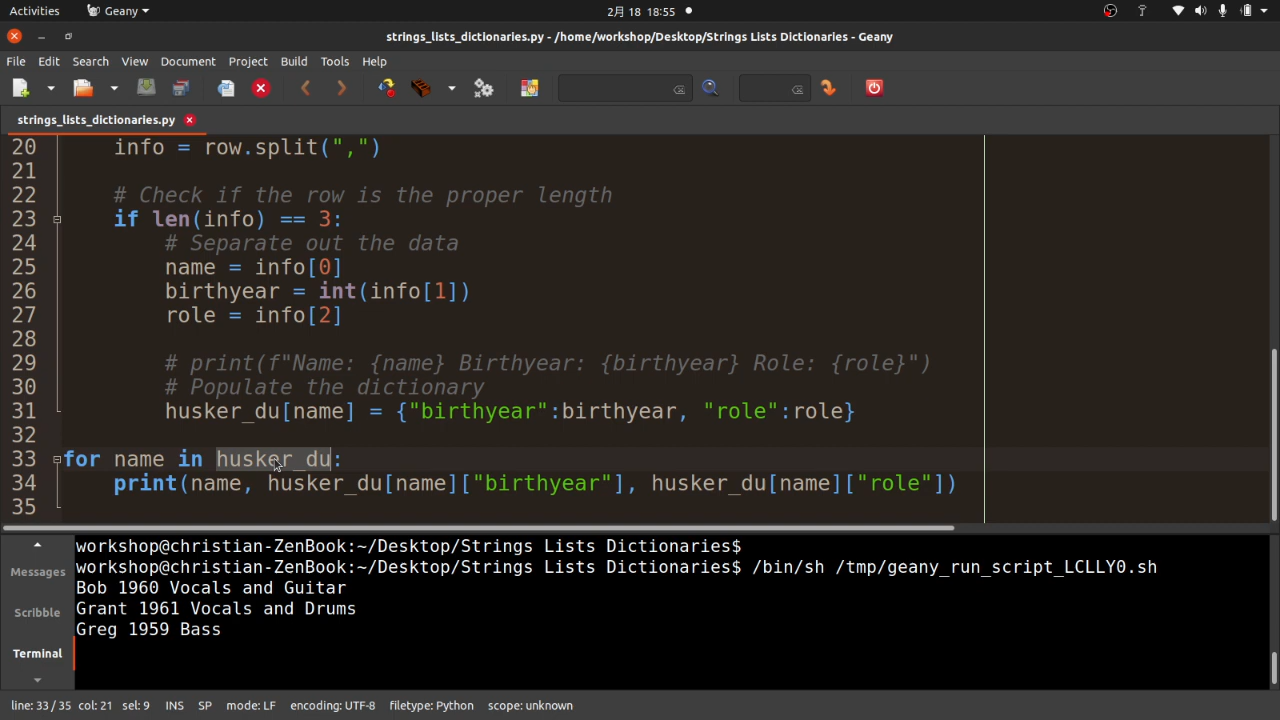 Activities Geany 2月 18 18:55
strings_lists_dictionaries.py - /home/workshop/Desktop/Strings Lists Dictionaries - Geany
File Edit Search View Document Project Build Tools Help
strings_lists_dictionaries.py
20 info = row.split(",")
21
22 # Check if the row is the proper length
23 if len(info) == 3:
24 # Separate out the data
25 name = info[0]
26 birthyear = int(info[1])
27 role = info[2]
28
29 # print(f"Name: {name} Birthyear: {birthyear} Role: {role}")
30 # Populate the dictionary
31 husker_du[name] = {"birthyear":birthyear, "role":role}
32
33 for name in husker_du:
34 print(name, husker_du[name]["birthyear"], husker_du[name]["role"])
35
Messages
Scribble
Terminal
workshop@christian-ZenBook:~/Desktop/Strings Lists Dictionaries$
workshop@christian-ZenBook:~/Desktop/Strings Lists Dictionaries$ /bin/sh /tmp/geany_run_script_LCLLY0.sh
Bob 1960 Vocals and Guitar
Grant 1961 Vocals and Drums
Greg 1959 Bass
line: 33 / 35 col: 21 sel: 9 INS SP mode: LF encoding: UTF-8 filetype: Python scope: unknown